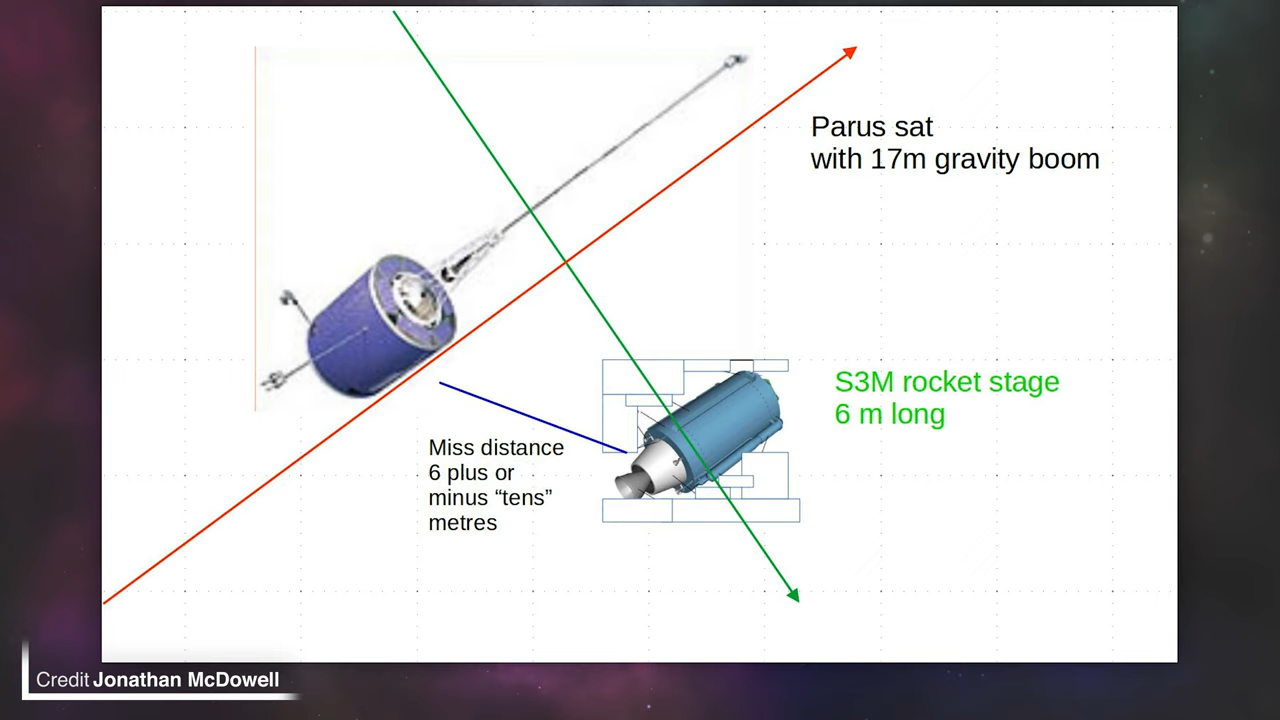 Parus sat
with 17m gravity boom
S3M rocket stage
6 m long
Miss distance
6 plus or
minus “tens”
metres
Credit Jonathan McDowell